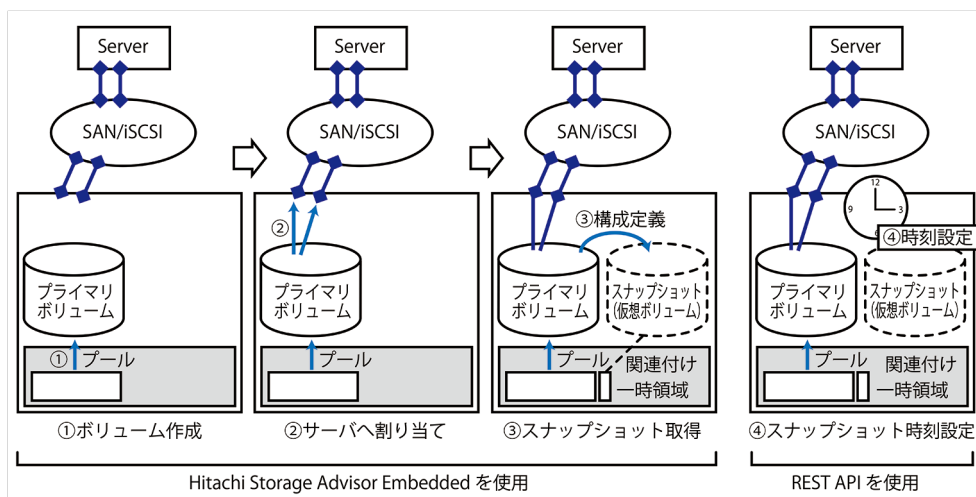 Server
Server
Server
Server
SAN/iSCSI
SAN/iSCSI
SAN/iSCSI
SAN/iSCSI
12
9
3
②
③構成定義
④時刻設定
プライマリ
ボリューム
プライマリ
ボリューム
プライマリ
ボリューム
スナップショット
(仮想ボリューム)
プライマリ
ボリューム
スナップショット
(仮想ボリューム)
①
プール
プール
プール
関連付け
一時領域
プール
関連付け
一時領域
①ボリューム作成
②サーバへ割り当て
③スナップショット取得
④スナップショット時刻設定
Hitachi Storage Advisor Embedded を使用
REST API を使用